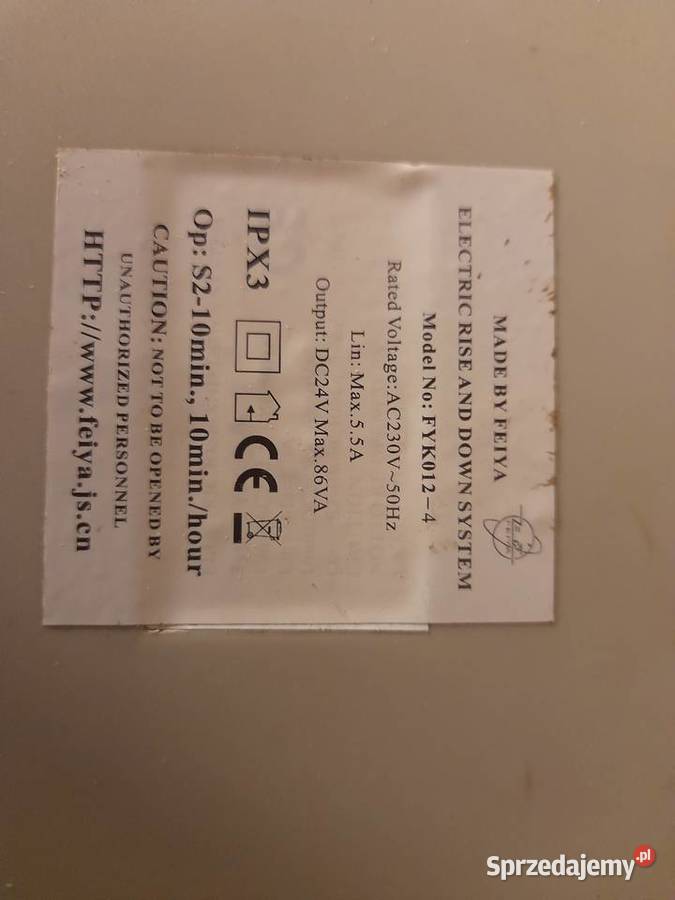 MADE BY FEIYA
ELECTRIC RISE AND DOWN SYSTEM
Model No: FYK012-4
Rated Voltage:AC230V~50Hz
Lin: Max.5.5A
Output: DC24V Max.86VA
IPX3 CE
Op: S2-10min., 10min./hour
CAUTION: NOT TO BE OPENED BY
UNAUTHORIZED PERSONNEL
HTTP://www.feiya.js.cn
Sprzedajemy.pl